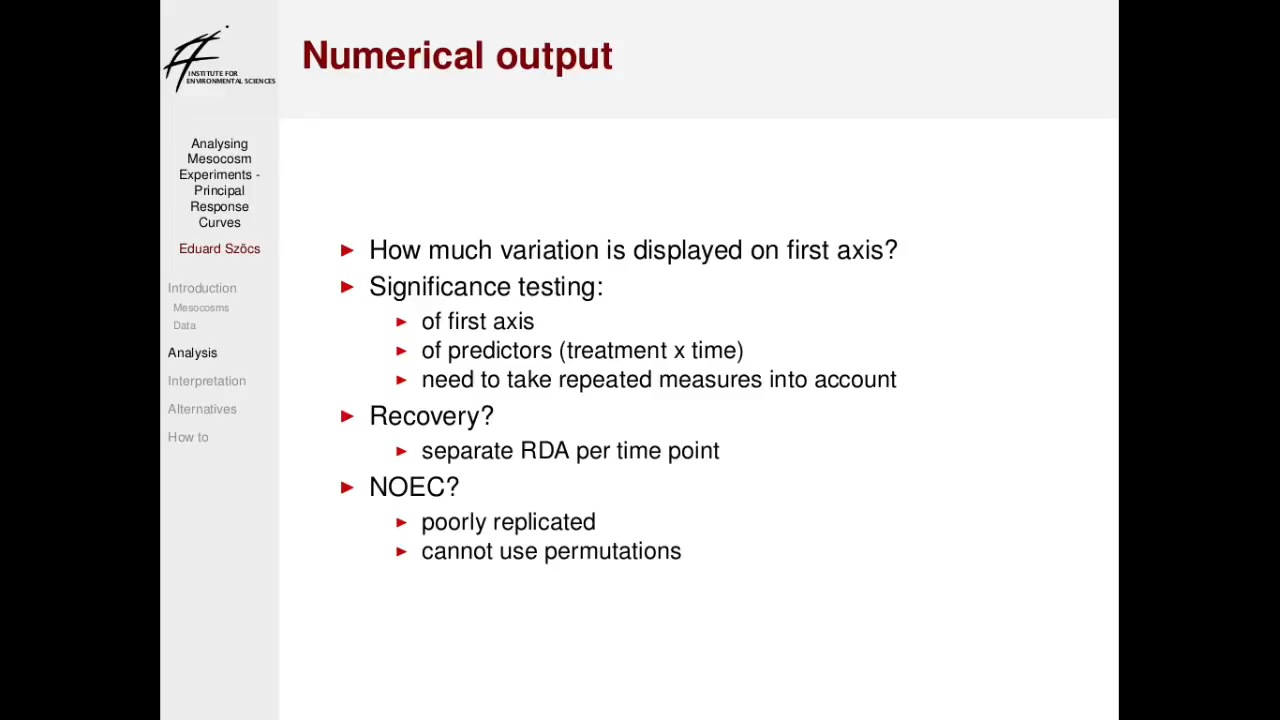 INSTITUTE FOR
ENVIRONMENTAL SCIENCES
Numerical output
Analysing
Mesocosm
Experiments -
Principal
Response
Curves
Eduard Szöcs
Introduction
Mesocosms
Data
Analysis
Interpretation
Alternatives
How to
How much variation is displayed on first axis?
Significance testing:
of first axis
of predictors (treatment x time)
need to take repeated measures into account
Recovery?
separate RDA per time point
NOEC?
poorly replicated
cannot use permutations